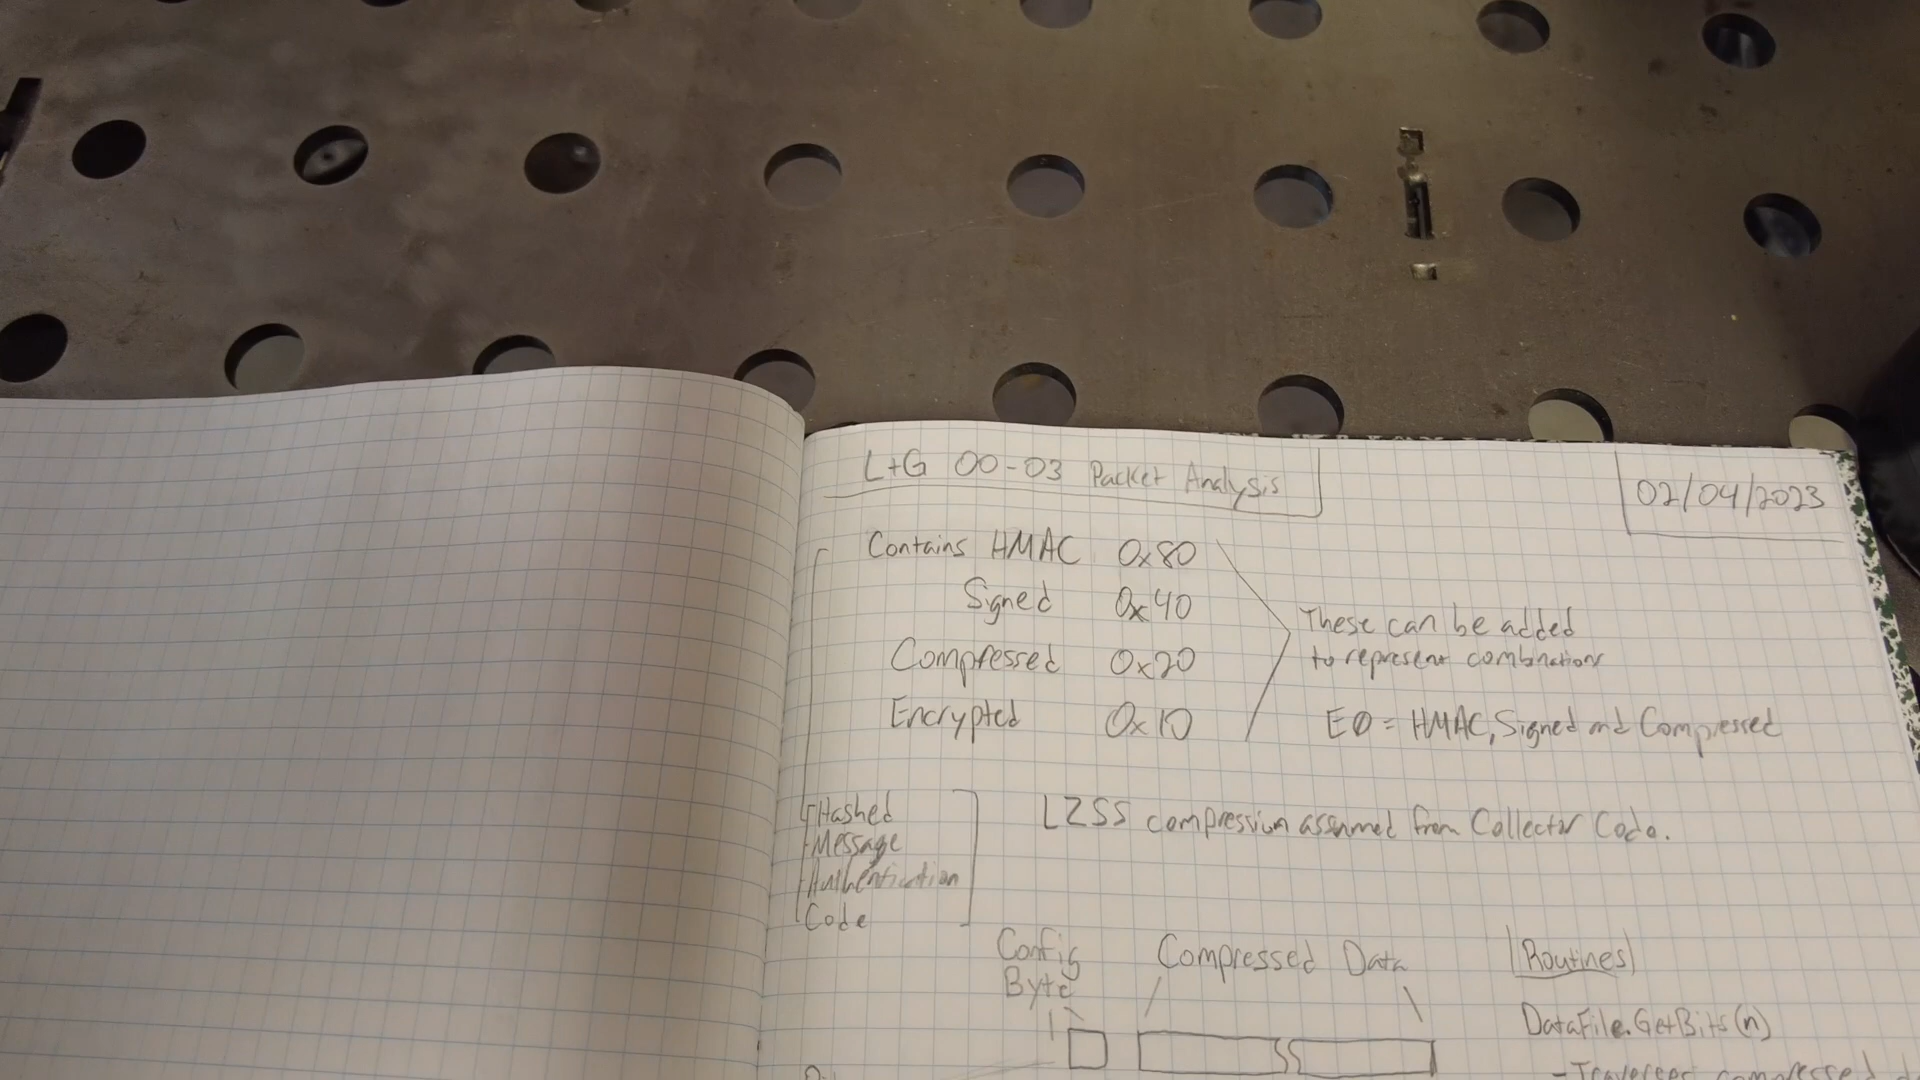 L+G 00-03 Packet Analysis
02/04/2023
Contains HMAC 0x80
Signed 0x40
Compressed 0x20
Encrypted 0x10
These can be added
to represent combinations
E0 = HMAC, Signed and Compressed
Hashed
Message
Authentication
Code
LZSS compression assumed from Collector Code.
Config
Byte
Compressed Data
Routines
DataFile.GetBits(n)
- Traverses compressed